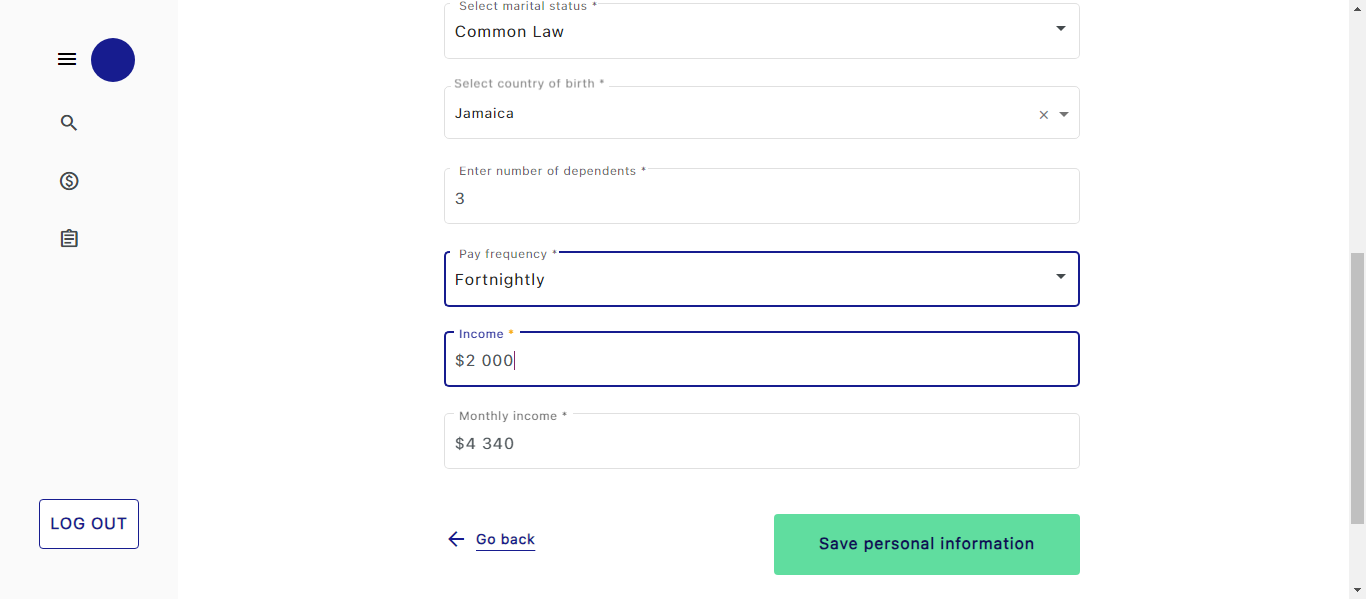 Select marital status *
Common Law
Select country of birth *
Jamaica
Enter number of dependents *
3
Pay frequency *
Fortnightly
Income *
$2 000
Monthly income *
$4 340
LOG OUT
Go back
Save personal information